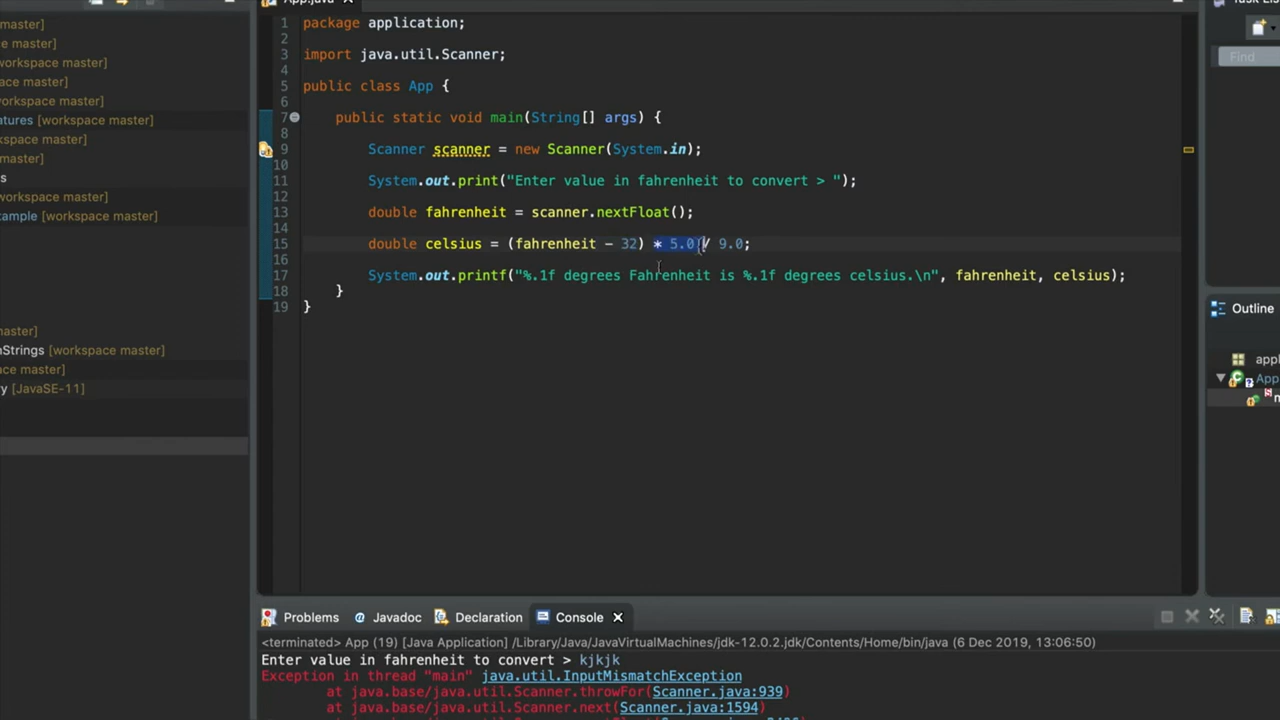 App.java
Task Lis
1 package application;
2
3 import java.util.Scanner;
4
5 public class App {
6
7 public static void main(String[] args) {
8
9 Scanner scanner = new Scanner(System.in);
10
11 System.out.print("Enter value in fahrenheit to convert > ");
12
13 double fahrenheit = scanner.nextFloat();
14
15 double celsius = (fahrenheit - 32) * 5.0 / 9.0;
16
17 System.out.printf("%.1f degrees Fahrenheit is %.1f degrees celsius.\n", fahrenheit, celsius);
18 }
19 }
master]
e master]
workspace master]
ace master]
workspace master]
atures [workspace master]
kspace master]
master]
s
workspace master]
xample [workspace master]
master]
nStrings [workspace master]
ace master]
y [JavaSE-11]
Find
Outline
appl
App
m
Problems @ Javadoc Declaration Console
<terminated> App (19) [Java Application] /Library/Java/JavaVirtualMachines/jdk-12.0.2.jdk/Contents/Home/bin/java (6 Dec 2019, 13:06:50)
Enter value in fahrenheit to convert > kjkjk
Exception in thread "main" java.util.InputMismatchException
at java.base/java.util.Scanner.throwFor(Scanner.java:939)
at java.base/java.util.Scanner.next(Scanner.java:1594)